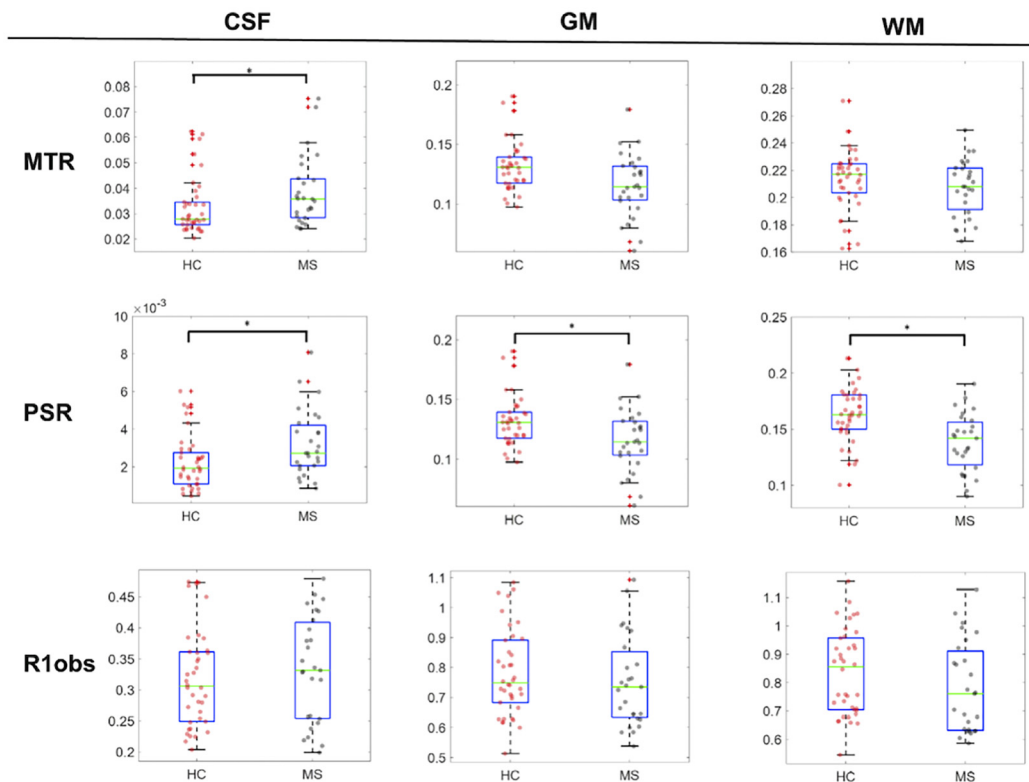 CSF GM WM
MTR
0.08 0.07 0.06 0.05 0.04 0.03 0.02
*
HC MS
0.2 0.15 0.1
HC MS
0.28 0.26 0.24 0.22 0.2 0.18 0.16
HC MS
PSR
×10⁻³
10 8 6 4 2
*
HC MS
0.2 0.15 0.1
*
HC MS
0.25 0.2 0.15 0.1
*
HC MS
R1obs
0.45 0.4 0.35 0.3 0.25 0.2
HC MS
1.1 1 0.9 0.8 0.7 0.6 0.5
HC MS
1.1 1 0.9 0.8 0.7 0.6
HC MS